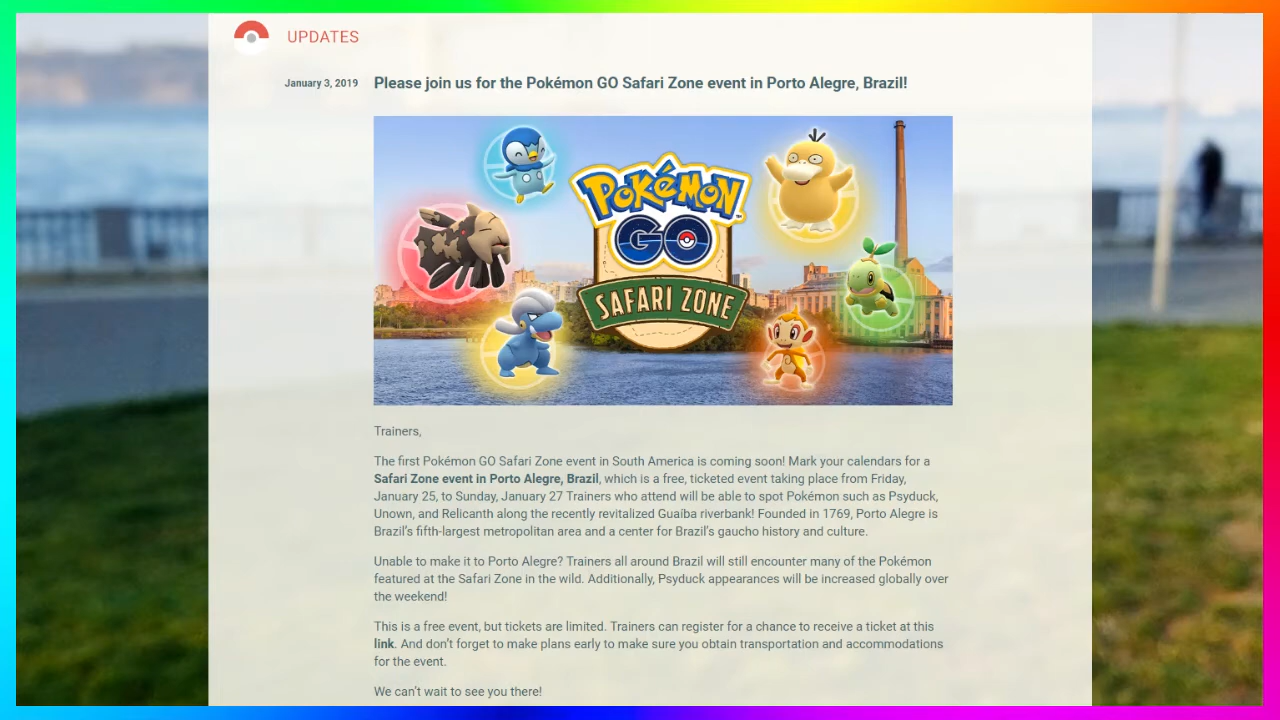 UPDATES
January 3, 2019
Please join us for the Pokémon GO Safari Zone event in Porto Alegre, Brazil!
POKÉMON
GO
SAFARI ZONE
Trainers,
The first Pokémon GO Safari Zone event in South America is coming soon! Mark your calendars for a
Safari Zone event in Porto Alegre, Brazil, which is a free, ticketed event taking place from Friday,
January 25, to Sunday, January 27 Trainers who attend will be able to spot Pokémon such as Psyduck,
Unown, and Relicanth along the recently revitalized Guaíba riverbank! Founded in 1769, Porto Alegre is
Brazil's fifth-largest metropolitan area and a center for Brazil's gaucho history and culture.
Unable to make it to Porto Alegre? Trainers all around Brazil will still encounter many of the Pokémon
featured at the Safari Zone in the wild. Additionally, Psyduck appearances will be increased globally over
the weekend!
This is a free event, but tickets are limited. Trainers can register for a chance to receive a ticket at this
link. And don't forget to make plans early to make sure you obtain transportation and accommodations
for the event.
We can't wait to see you there!